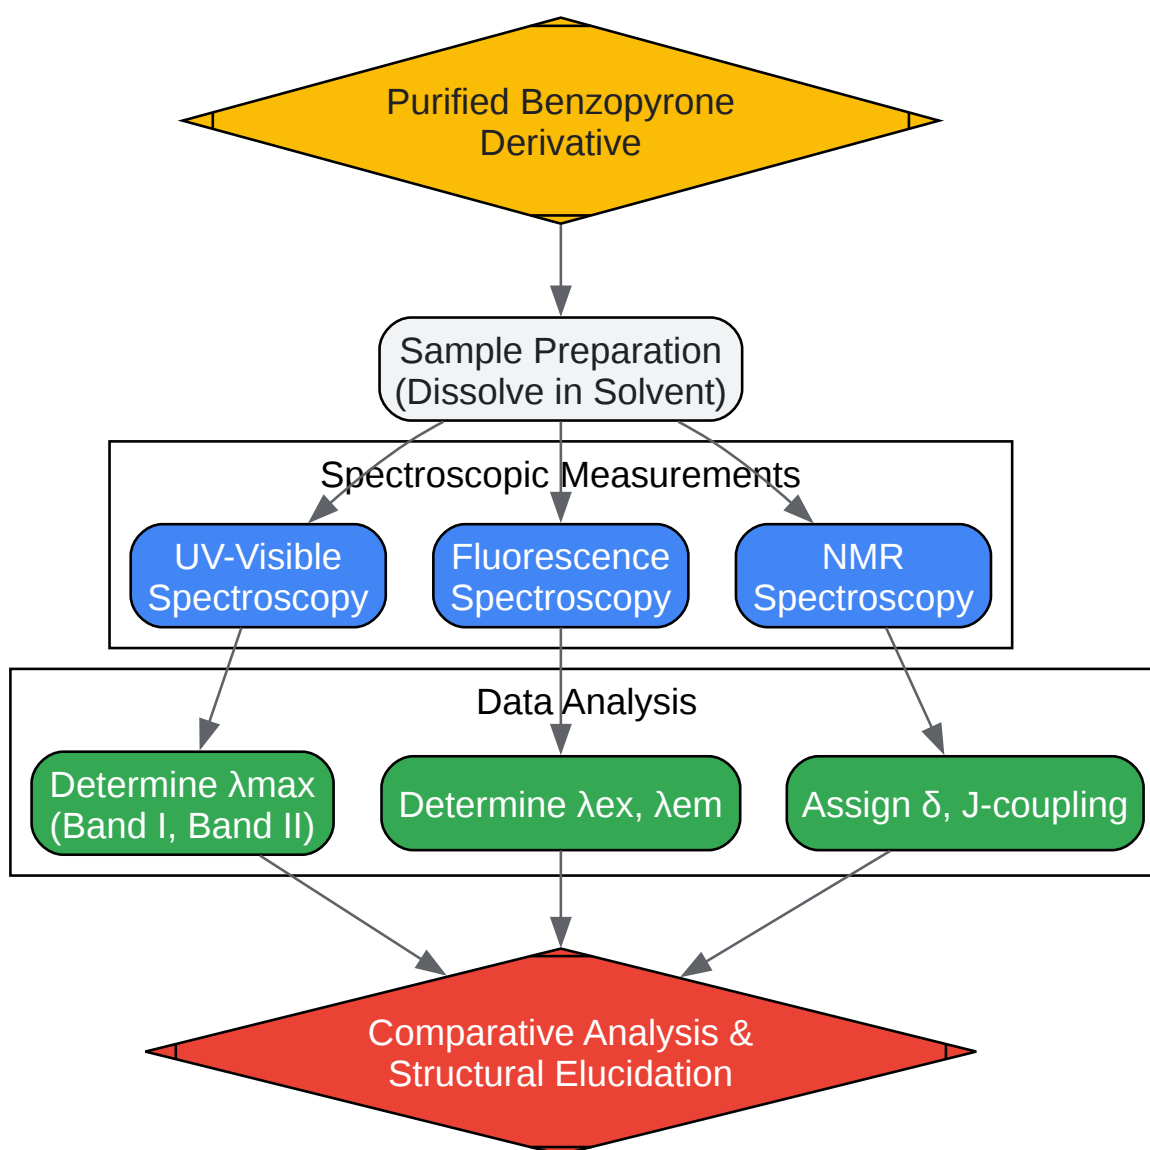 Purified Benzopyrone
Derivative
Sample Preparation
(Dissolve in Solvent)
Spectroscopic Measurements
UV-Visible
Spectroscopy
Fluorescence
Spectroscopy
NMR
Spectroscopy
Data Analysis
Determine λmax
(Band I, Band II)
Determine λex, λem
Assign δ, J-coupling
Comparative Analysis &
Structural Elucidation